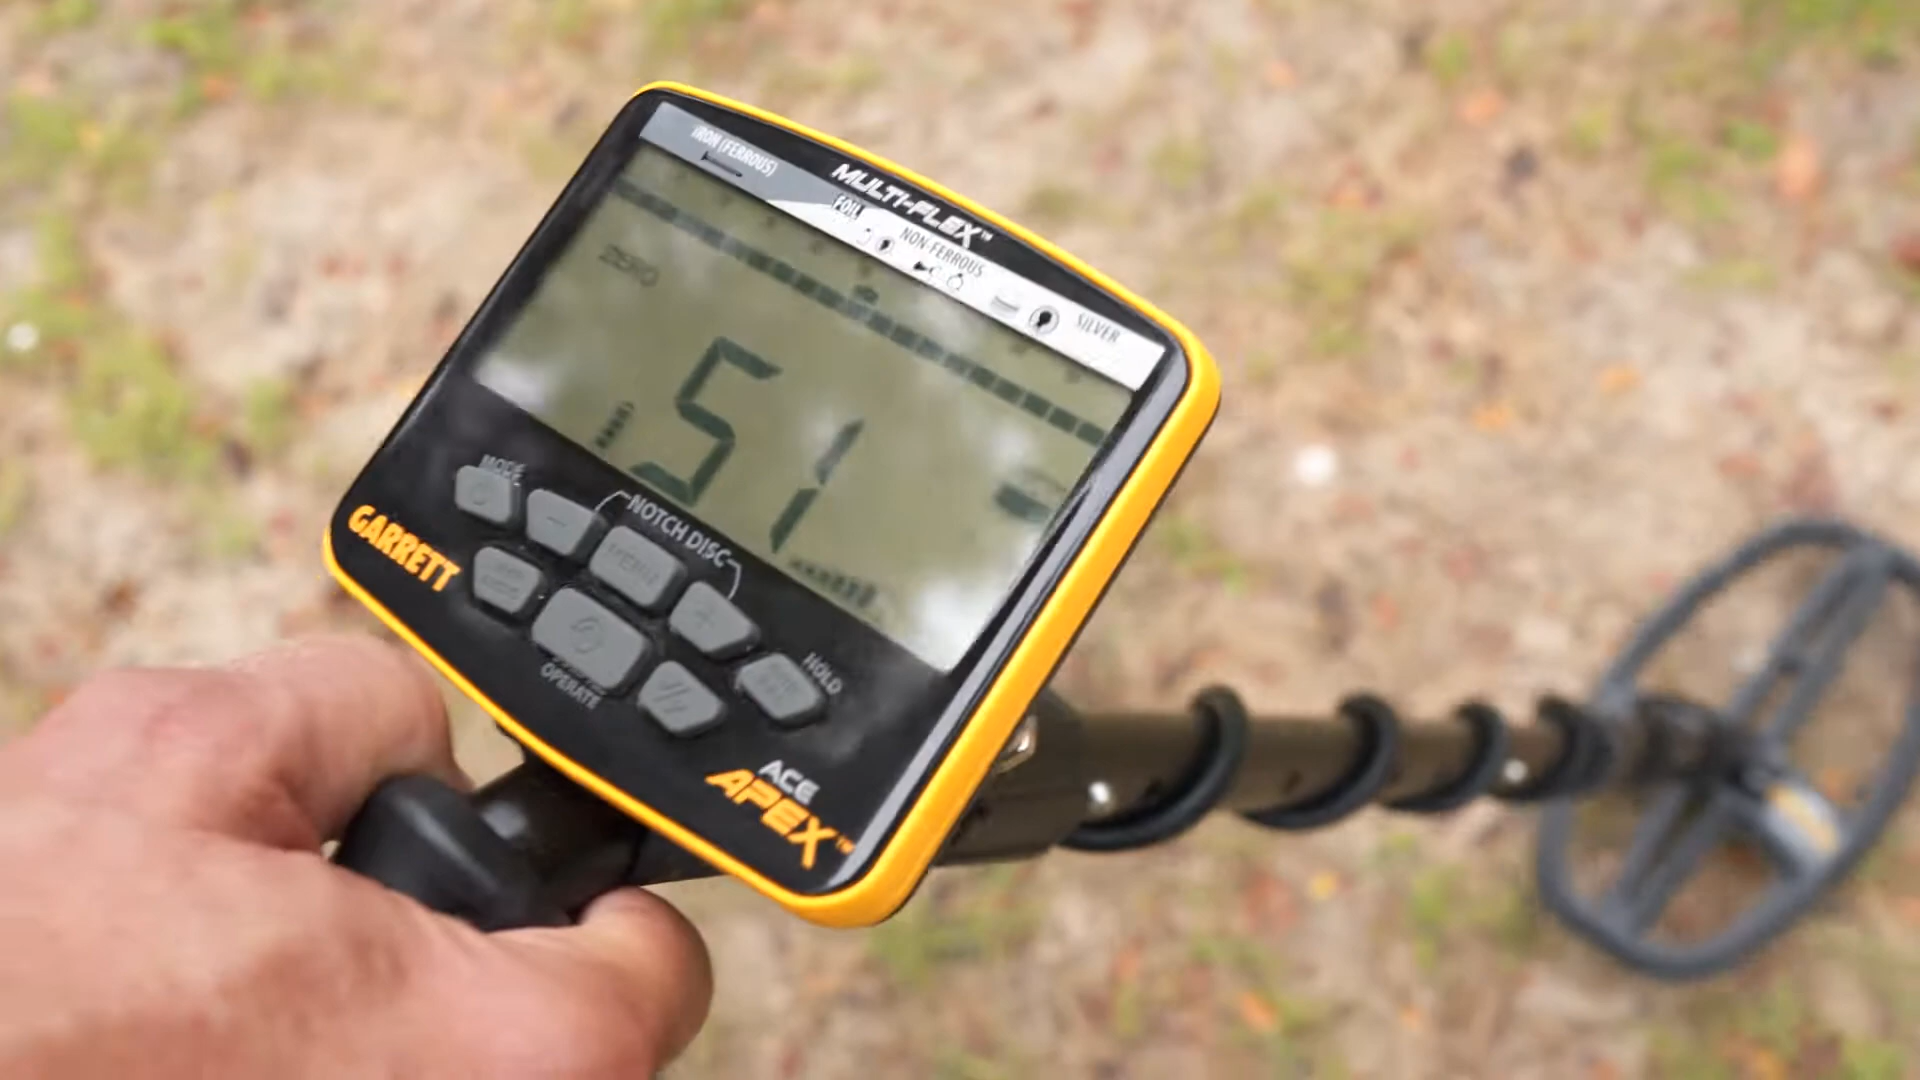 IRON (FERROUS)
MULTI-FLEX™
FOIL
NON-FERROUS
SILVER
ZERO
51
MODE
NOTCH DISC
−
MENU
+
GARRETT
OPERATE
HOLD
ACE
APEX™